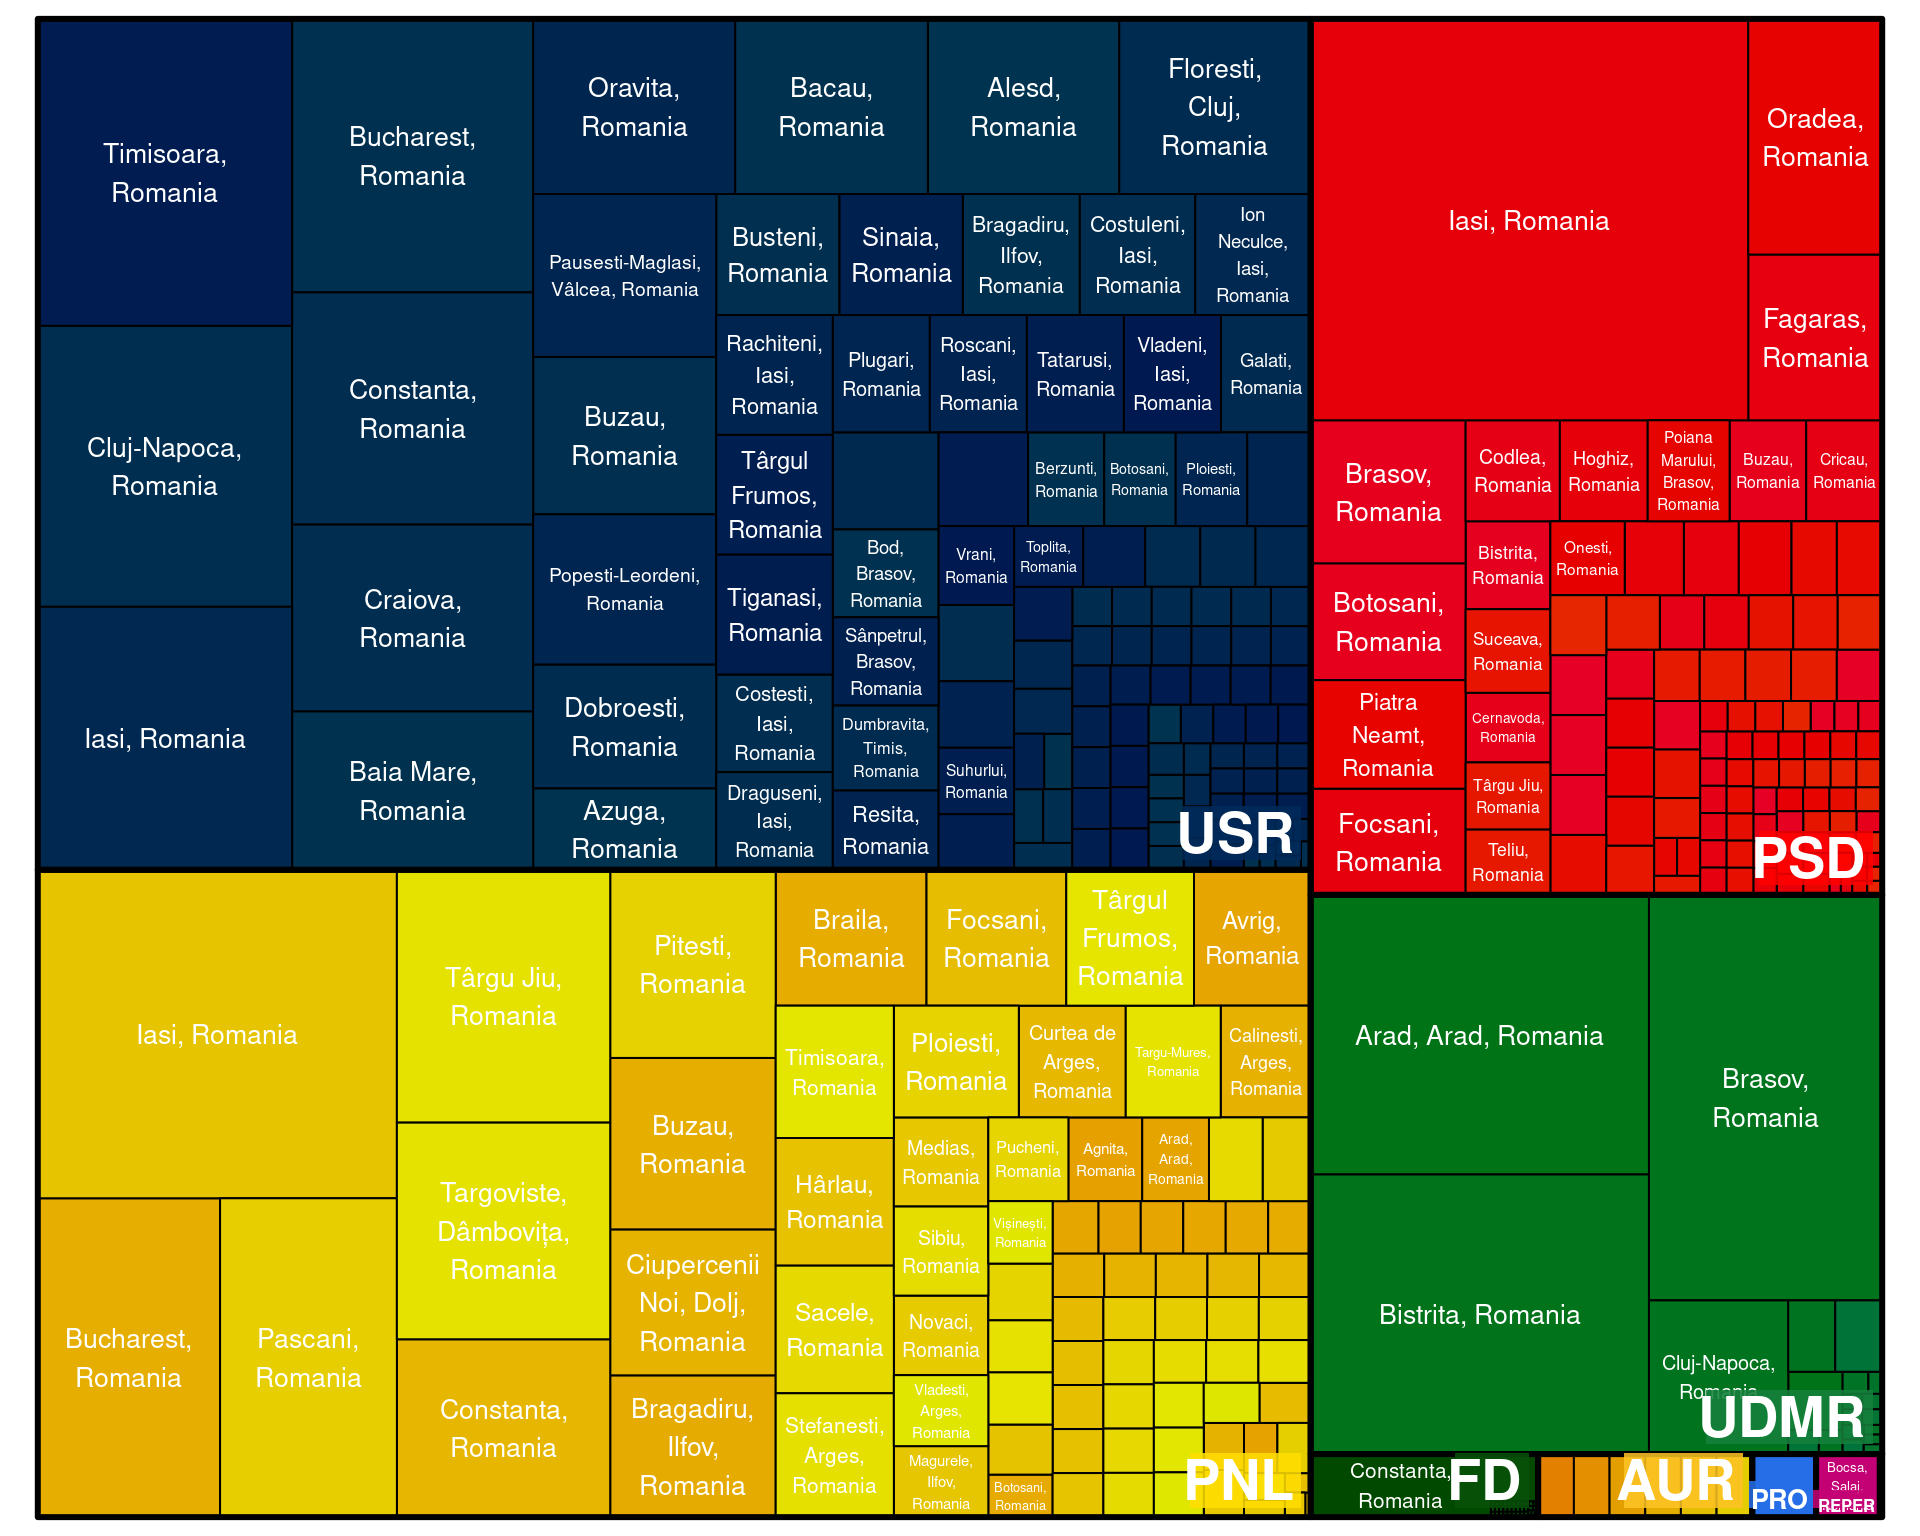 Timisoara,
Romania
Cluj-Napoca,
Romania
Iasi, Romania
Bucharest,
Romania
Constanta,
Romania
Craiova,
Romania
Baia Mare,
Romania
Oravita,
Romania
Bacau,
Romania
Alesd,
Romania
Floresti,
Cluj,
Romania
Pausesti-Maglasi,
Vâlcea, Romania
Buzau,
Romania
Popesti-Leordeni,
Romania
Dobroesti,
Romania
Azuga,
Romania
Busteni,
Romania
Sinaia,
Romania
Bragadiru,
Ilfov,
Romania
Costuleni,
Iasi,
Romania
Ion
Neculce,
Iasi,
Romania
Rachiteni,
Iasi,
Romania
Plugari,
Romania
Roscani,
Iasi,
Romania
Tatarusi,
Romania
Vladeni,
Iasi,
Romania
Galati,
Romania
Târgul
Frumos,
Romania
Tiganasi,
Romania
Costesti,
Iasi,
Romania
Draguseni,
Iasi,
Romania
Bod,
Brasov,
Romania
Sânpetrul,
Brasov,
Romania
Dumbravita,
Timis,
Romania
Resita,
Romania
Berzunti,
Romania
Botosani,
Romania
Ploiesti,
Romania
Vrani,
Romania
Toplita,
Romania
Suhurlui,
Romania
USR
Iasi, Romania
Oradea,
Romania
Fagaras,
Romania
Brasov,
Romania
Botosani,
Romania
Piatra
Neamt,
Romania
Focsani,
Romania
Codlea,
Romania
Hoghiz,
Romania
Poiana
Marului,
Brasov,
Romania
Buzau,
Romania
Cricau,
Romania
Bistrita,
Romania
Onesti,
Romania
Suceava,
Romania
Cernavoda,
Romania
Târgu Jiu,
Romania
Teliu,
Romania
PSD
Iasi, Romania
Bucharest,
Romania
Pascani,
Romania
Târgu Jiu,
Romania
Targoviste,
Dâmbovița,
Romania
Constanta,
Romania
Pitesti,
Romania
Buzau,
Romania
Ciupercenii
Noi, Dolj,
Romania
Bragadiru,
Ilfov,
Romania
Braila,
Romania
Focsani,
Romania
Târgul
Frumos,
Romania
Avrig,
Romania
Timisoara,
Romania
Hârlau,
Romania
Sacele,
Romania
Stefanesti,
Arges,
Romania
Ploiesti,
Romania
Curtea de
Arges,
Romania
Targu-Mures,
Romania
Calinesti,
Arges,
Romania
Medias,
Romania
Sibiu,
Romania
Novaci,
Romania
Vladesti,
Arges,
Romania
Magurele,
Ilfov,
Romania
Pucheni,
Romania
Agnita,
Romania
Arad,
Arad,
Romania
Vișinești,
Romania
Botosani,
Romania
PNL
Arad, Arad, Romania
Bistrita, Romania
Brasov,
Romania
Cluj-Napoca,
Romania
UDMR
Constanta,
Romania
FD
AUR
PRO
Bocsa,
Salaj,
REPER